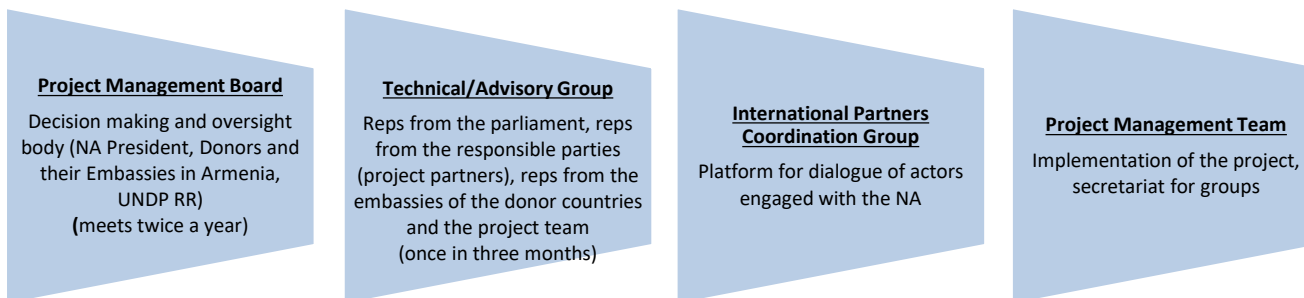 Project Management Board
Decision making and oversight
body (NA President, Donors and
their Embassies in Armenia,
UNDP RR)
(meets twice a year)
Technical/Advisory Group
Reps from the parliament, reps
from the responsible parties
(project partners), reps from the
embassies of the donor countries
and the project team
(once in three months)
International Partners
Coordination Group
Platform for dialogue of actors
engaged with the NA
Project Management Team
Implementation of the project,
secretariat for groups